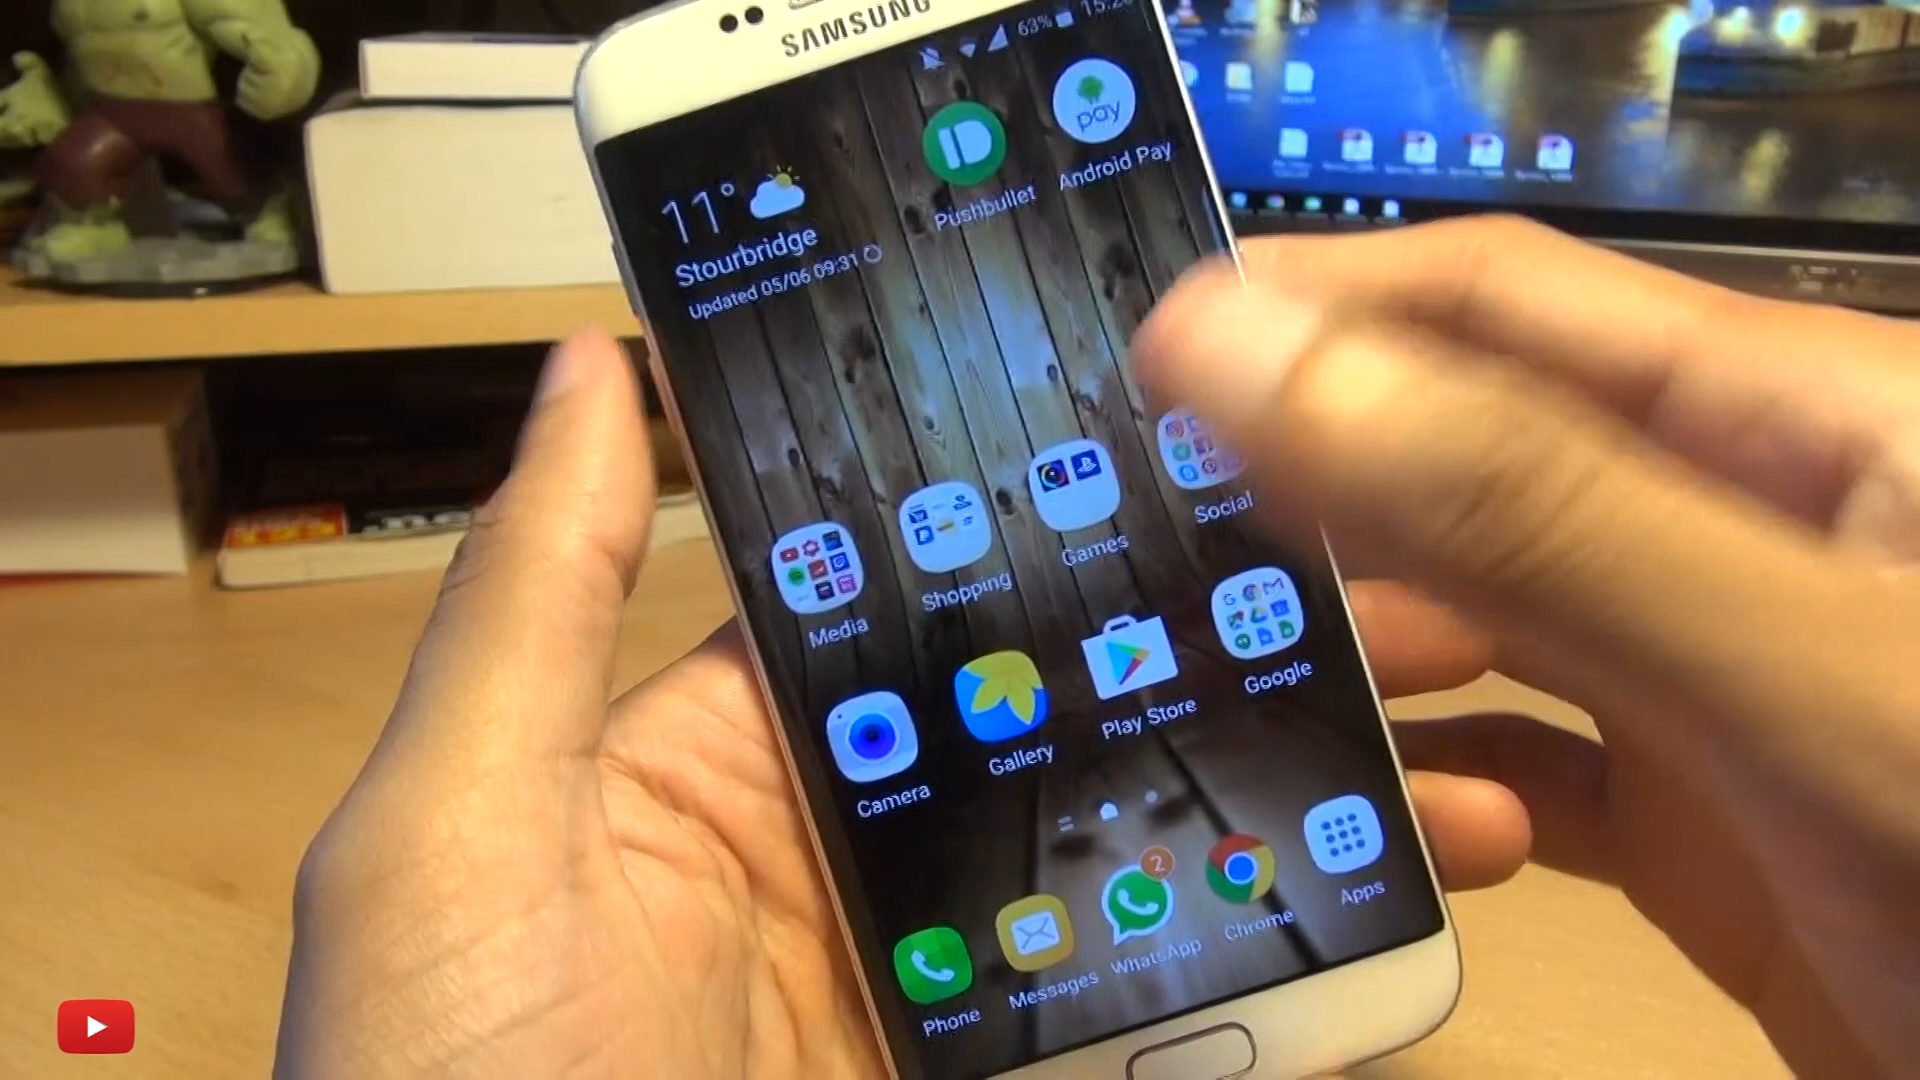 SAMSUNG
63%
11°
Stourbridge
Updated 05/06 09:31
Pushbullet
pay
Android Pay
Media
Shopping
Games
Social
Camera
Gallery
Play Store
Google
Phone
Messages
2
WhatsApp
Chrome
Apps